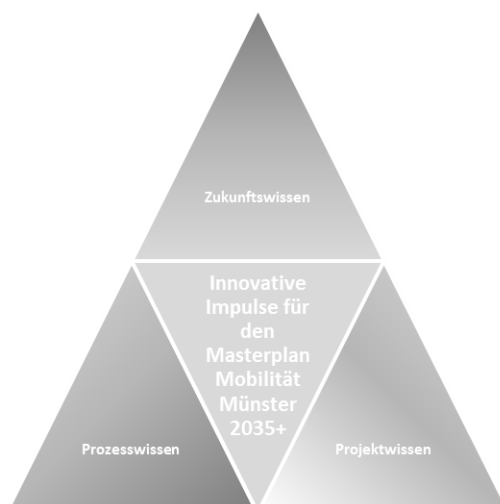 Zukunftswissen
Innovative
Impulse für
den
Masterplan
Mobilität
Münster
2035+
Prozesswissen
Projektwissen